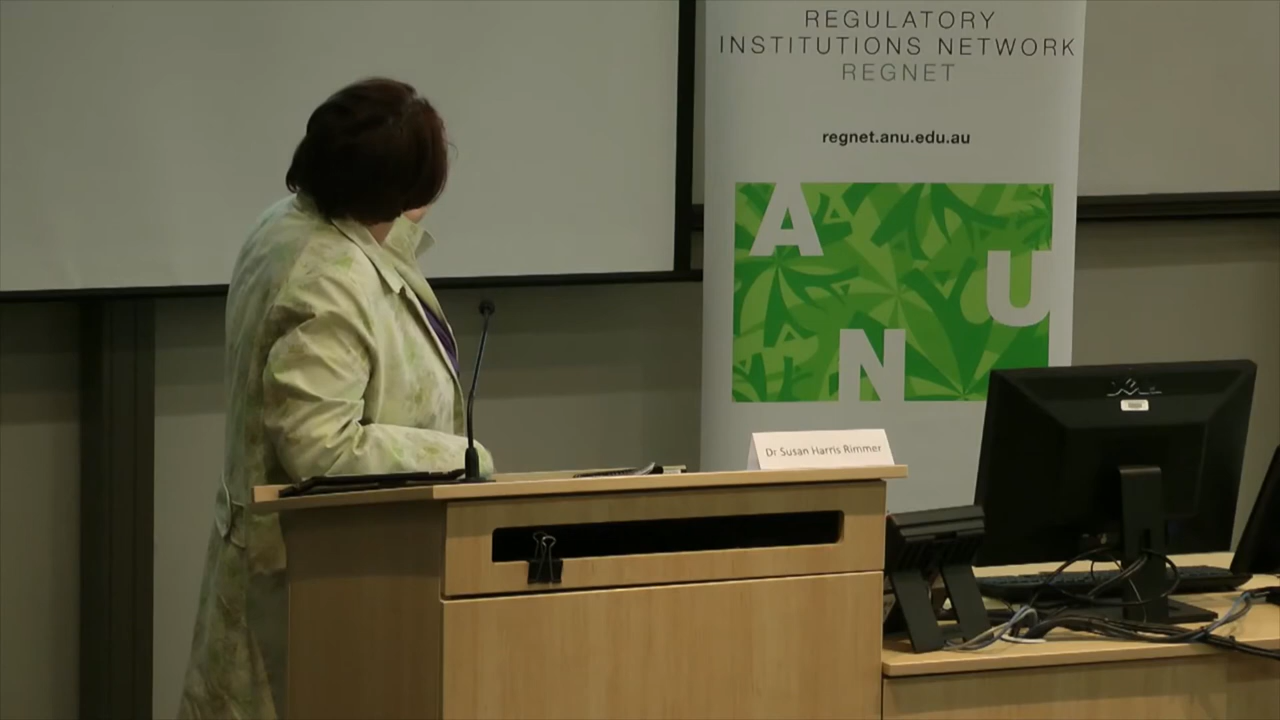 REGULATORY
INSTITUTIONS NETWORK
REGNET
regnet.anu.edu.au
A
U
N
Dr Susan Harris Rimmer